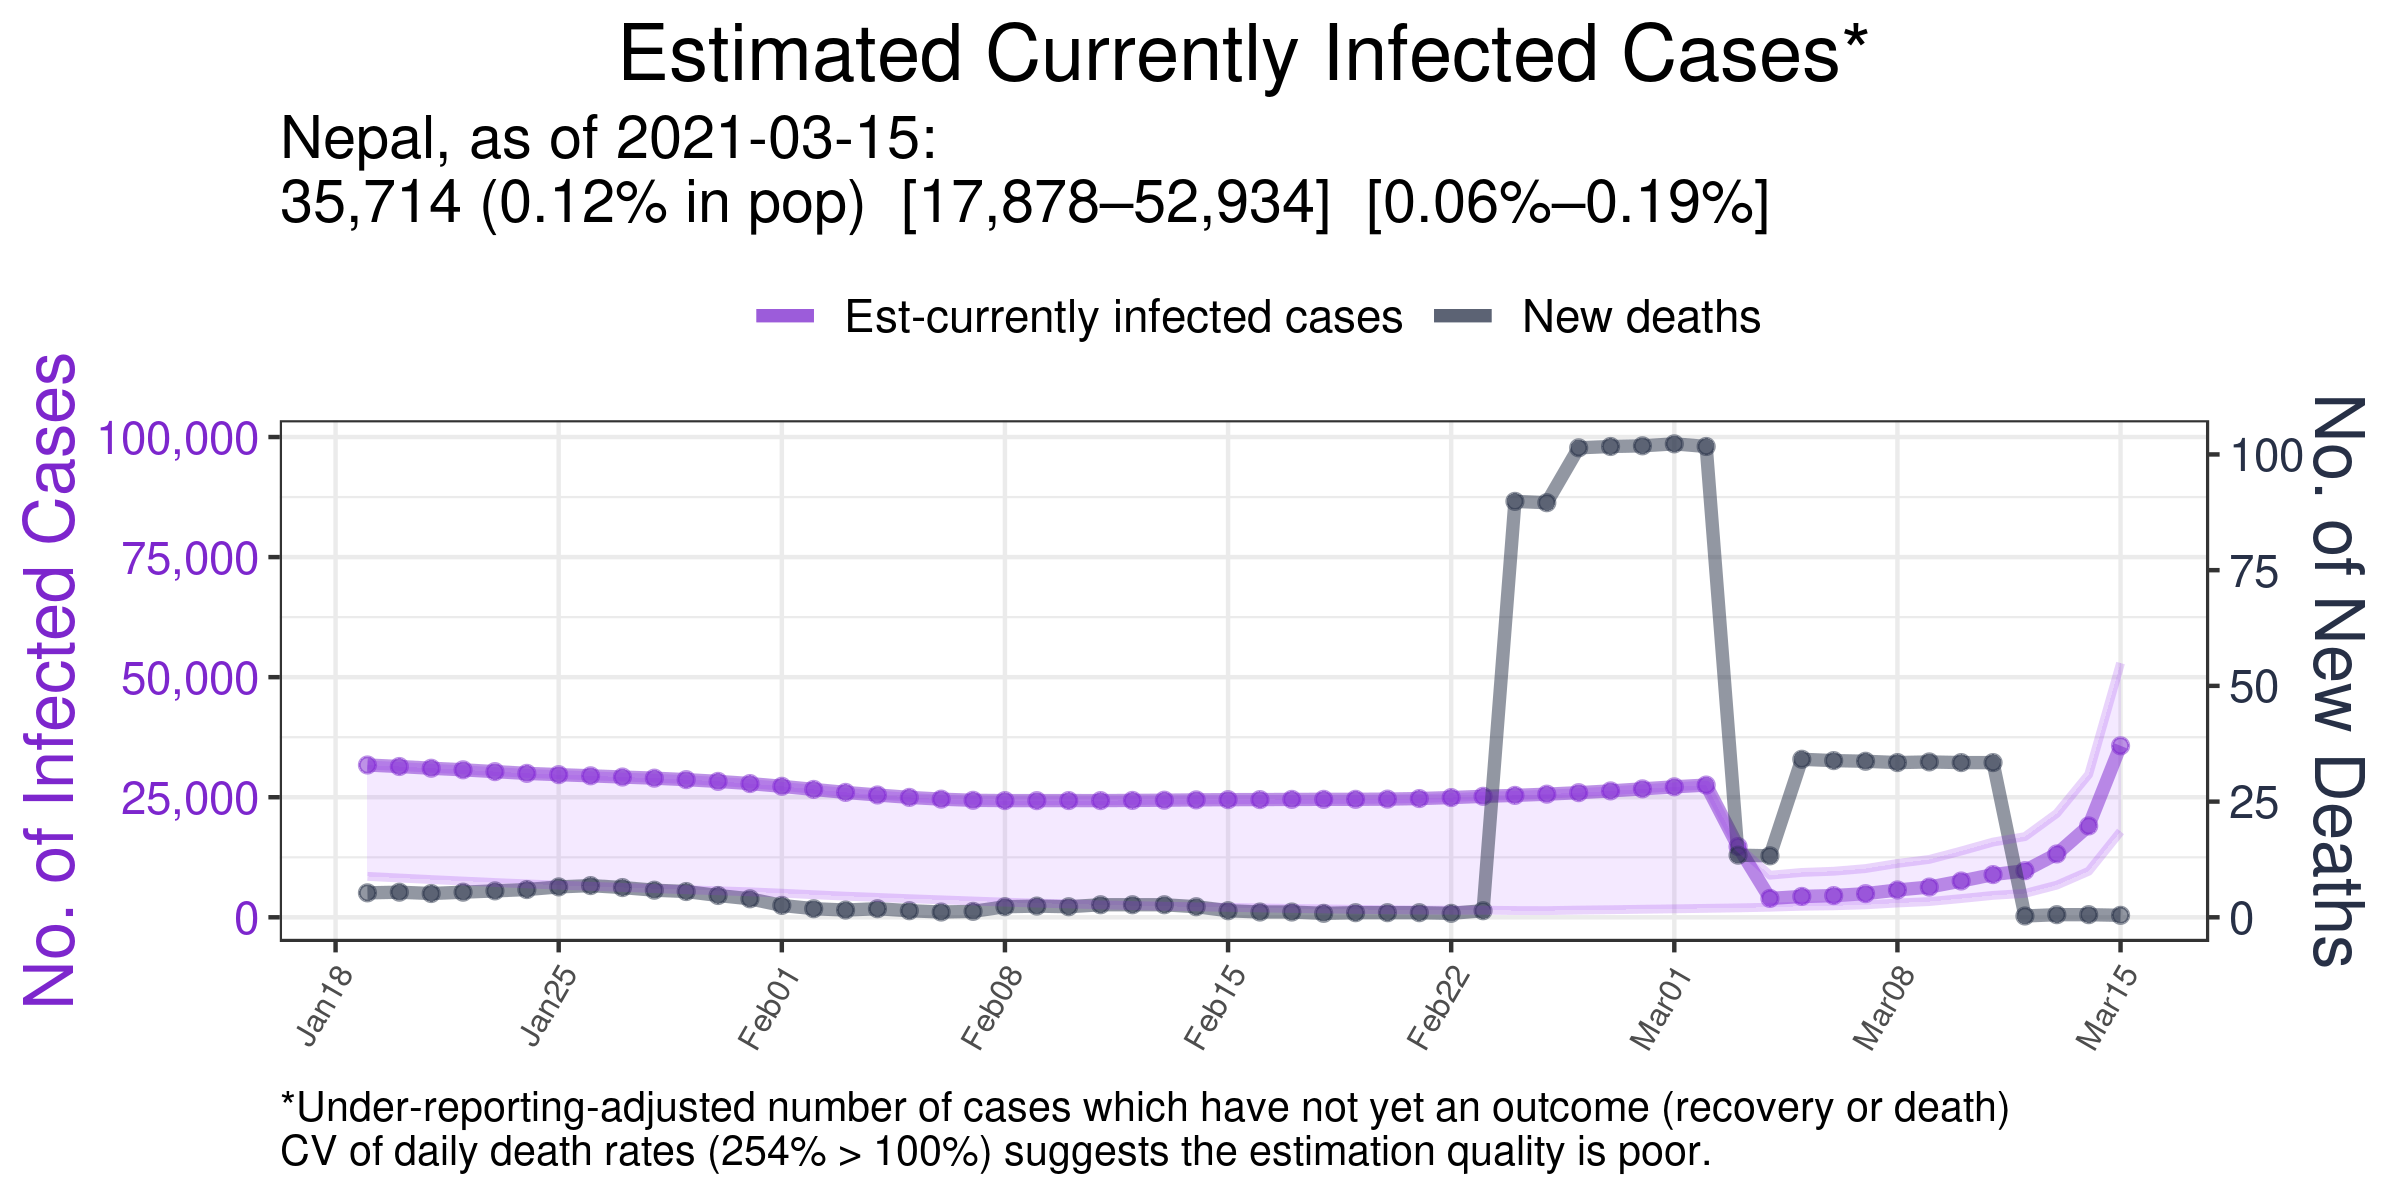 Estimated Currently Infected Cases*
Nepal, as of 2021-03-15:
35,714 (0.12% in pop)  [17,878–52,934]  [0.06%–0.19%]
Est-currently infected cases
New deaths
No. of Infected Cases
100,000
75,000
50,000
25,000
0
No. of New Deaths
100
75
50
25
0
Jan18
Jan25
Feb01
Feb08
Feb15
Feb22
Mar01
Mar08
Mar15
*Under-reporting-adjusted number of cases which have not yet an outcome (recovery or death)
CV of daily death rates (254% > 100%) suggests the estimation quality is poor.